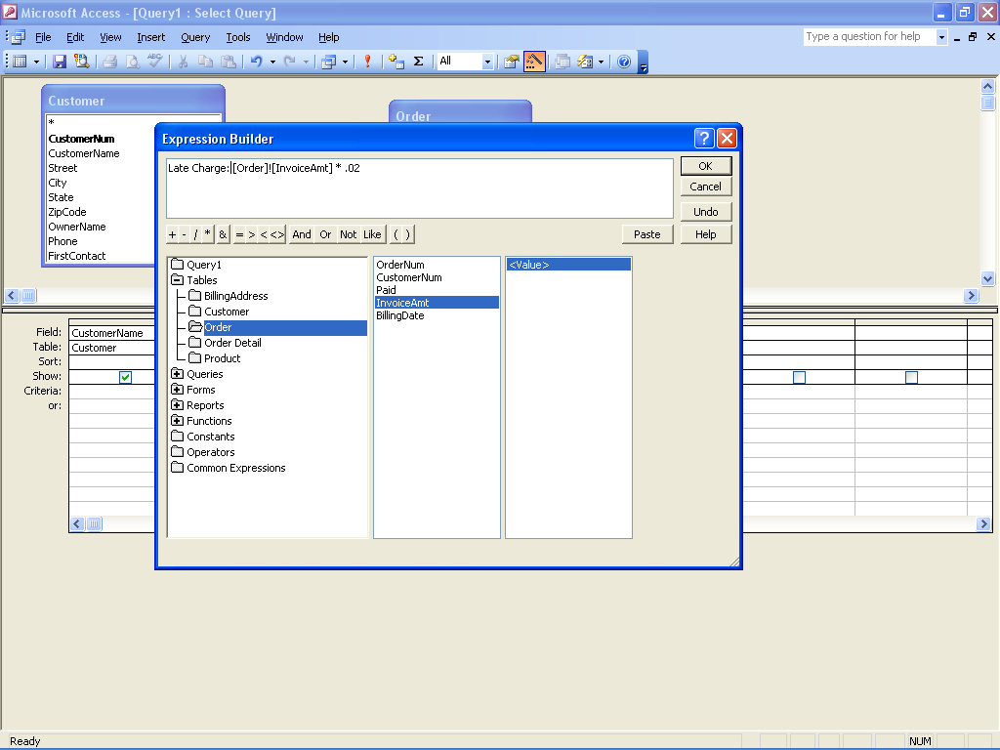 Microsoft Access - [Query1 : Select Query]
File Edit View Insert Query Tools Window Help
Type a question for help
ABC
Σ All
Customer
*
CustomerNum
CustomerName
Street
City
State
ZipCode
OwnerName
Phone
FirstContact
Order
Expression Builder
Late Charge:[Order]![InvoiceAmt] * .02
OK
Cancel
Undo
+ - / * & = > < <> And Or Not Like ( )
Paste
Help
Query1
Tables
BillingAddress
Customer
Order
Order Detail
Product
Queries
Forms
Reports
Functions
Constants
Operators
Common Expressions
OrderNum
CustomerNum
Paid
InvoiceAmt
BillingDate
<Value>
Field: CustomerName
Table: Customer
Sort:
Show:
Criteria:
or:
Ready
NUM